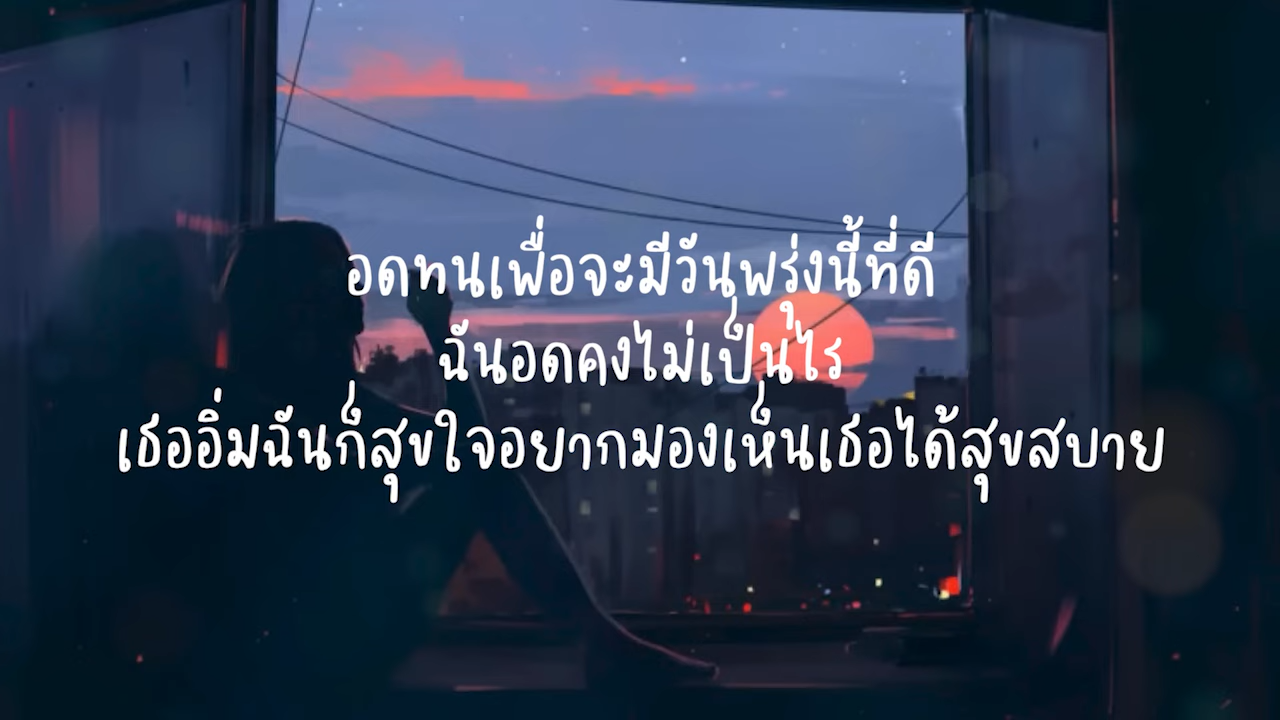 อดทนเพื่อจะมีวันพรุ่งนี้ที่ดี
ฉันอดคงไม่เป็นไร
เธออิ่มฉันก็สุขใจอยากมองเห็นเธอได้สุขสบาย